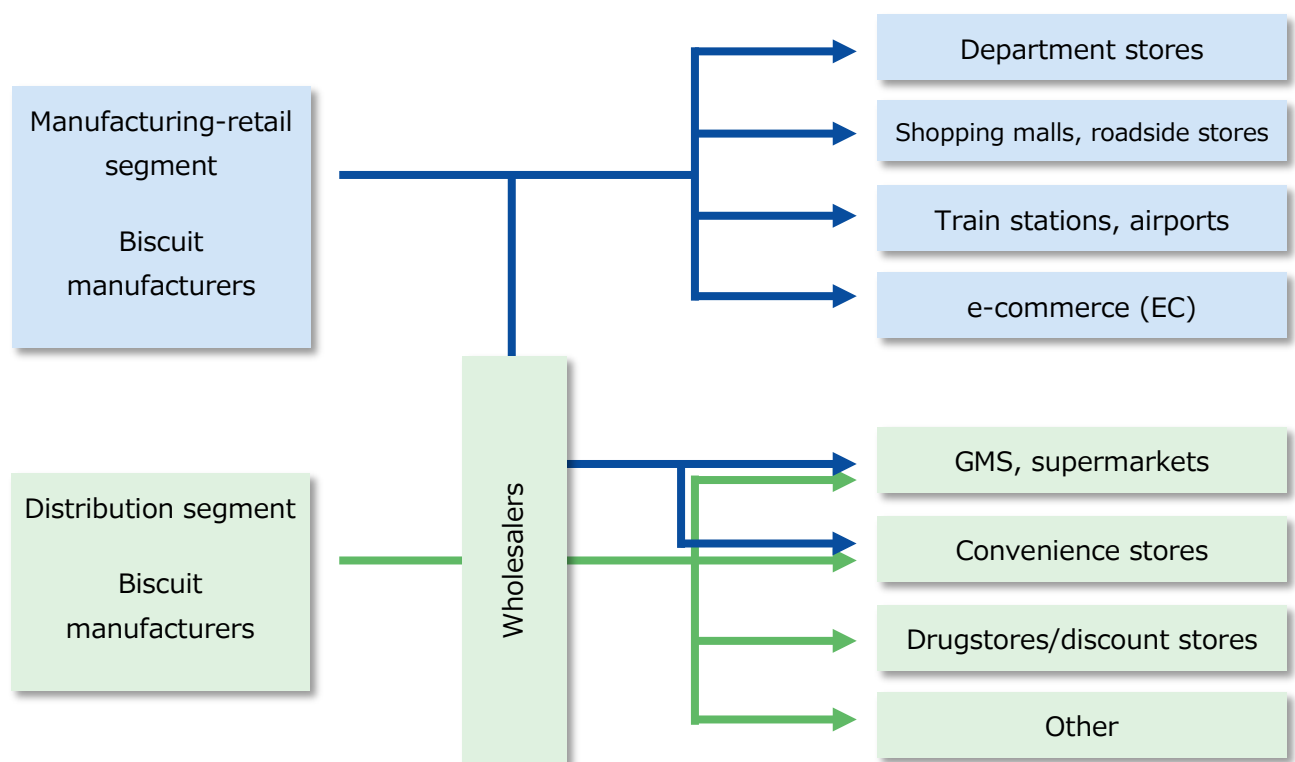 Manufacturing-retail
segment
Biscuit
manufacturers
Department stores
Shopping malls, roadside stores
Train stations, airports
e-commerce (EC)
Distribution segment
Biscuit
manufacturers
Wholesalers
GMS, supermarkets
Convenience stores
Drugstores/discount stores
Other